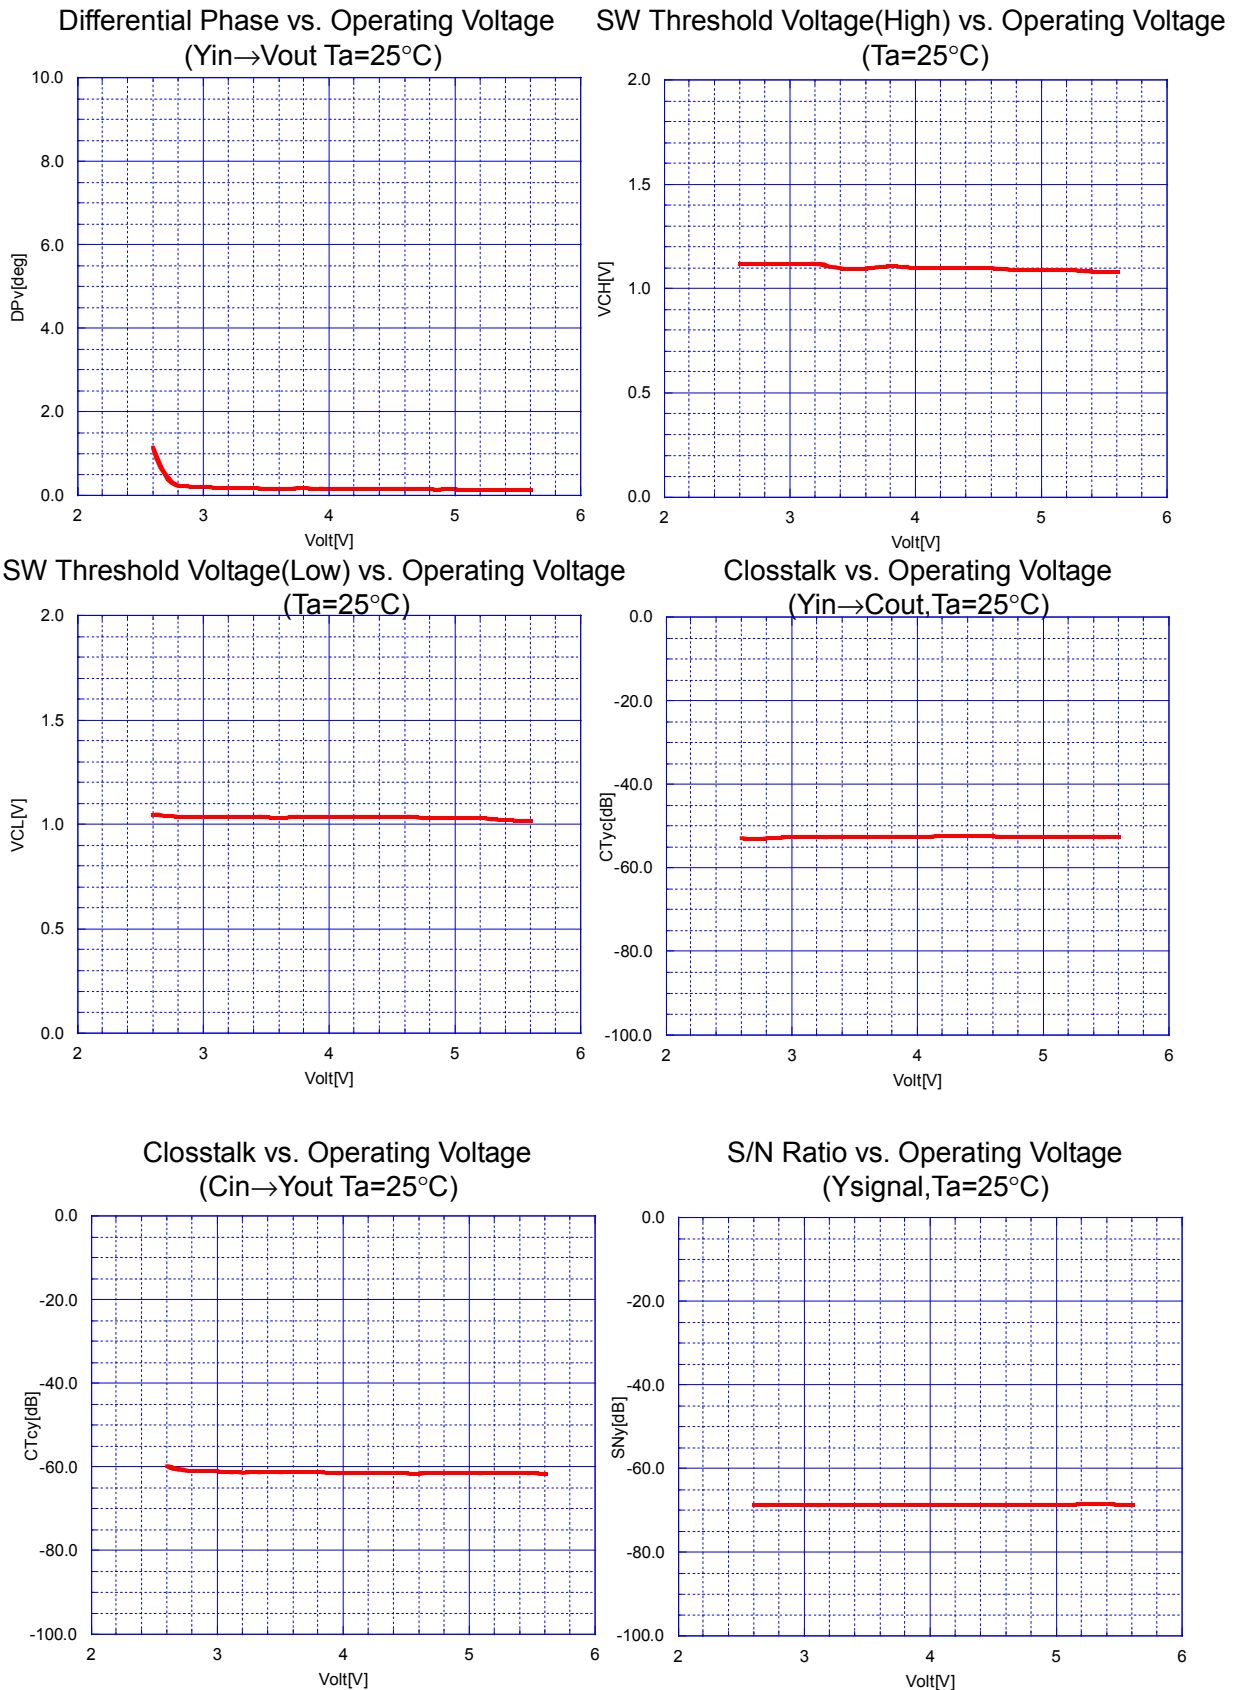 Differential Phase vs. Operating Voltage
(Yin→Vout Ta=25°C)
10.0
8.0
6.0
4.0
2.0
0.0
DPv[deg]
2 3 4 5 6
Volt[V]
SW Threshold Voltage(High) vs. Operating Voltage
(Ta=25°C)
2.0
1.5
1.0
0.5
0.0
VCH[V]
2 3 4 5 6
Volt[V]
SW Threshold Voltage(Low) vs. Operating Voltage
(Ta=25°C)
2.0
1.5
1.0
0.5
0.0
VCL[V]
2 3 4 5 6
Volt[V]
Closstalk vs. Operating Voltage
(Yin→Cout,Ta=25°C)
0.0
-20.0
-40.0
-60.0
-80.0
-100.0
CTyc[dB]
2 3 4 5 6
Volt[V]
Closstalk vs. Operating Voltage
(Cin→Yout Ta=25°C)
0.0
-20.0
-40.0
-60.0
-80.0
-100.0
CTcy[dB]
2 3 4 5 6
Volt[V]
S/N Ratio vs. Operating Voltage
(Ysignal,Ta=25°C)
0.0
-20.0
-40.0
-60.0
-80.0
-100.0
SNy[dB]
2 3 4 5 6
Volt[V]